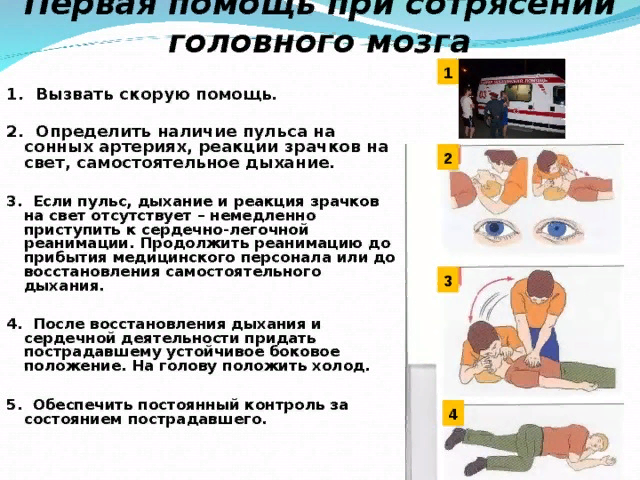 Первая помощь при сотрясении
головного мозга
1
1. Вызвать скорую помощь.
2. Определить наличие пульса на
сонных артериях, реакции зрачков на
свет, самостоятельное дыхание.
2
3. Если пульс, дыхание и реакция зрачков
на свет отсутствует – немедленно
приступить к сердечно-легочной
реанимации. Продолжить реанимацию до
прибытия медицинского персонала или до
восстановления самостоятельного
дыхания.
3
4. После восстановления дыхания и
сердечной деятельности придать
пострадавшему устойчивое боковое
положение. На голову положить холод.
5. Обеспечить постоянный контроль за
состоянием пострадавшего.
4